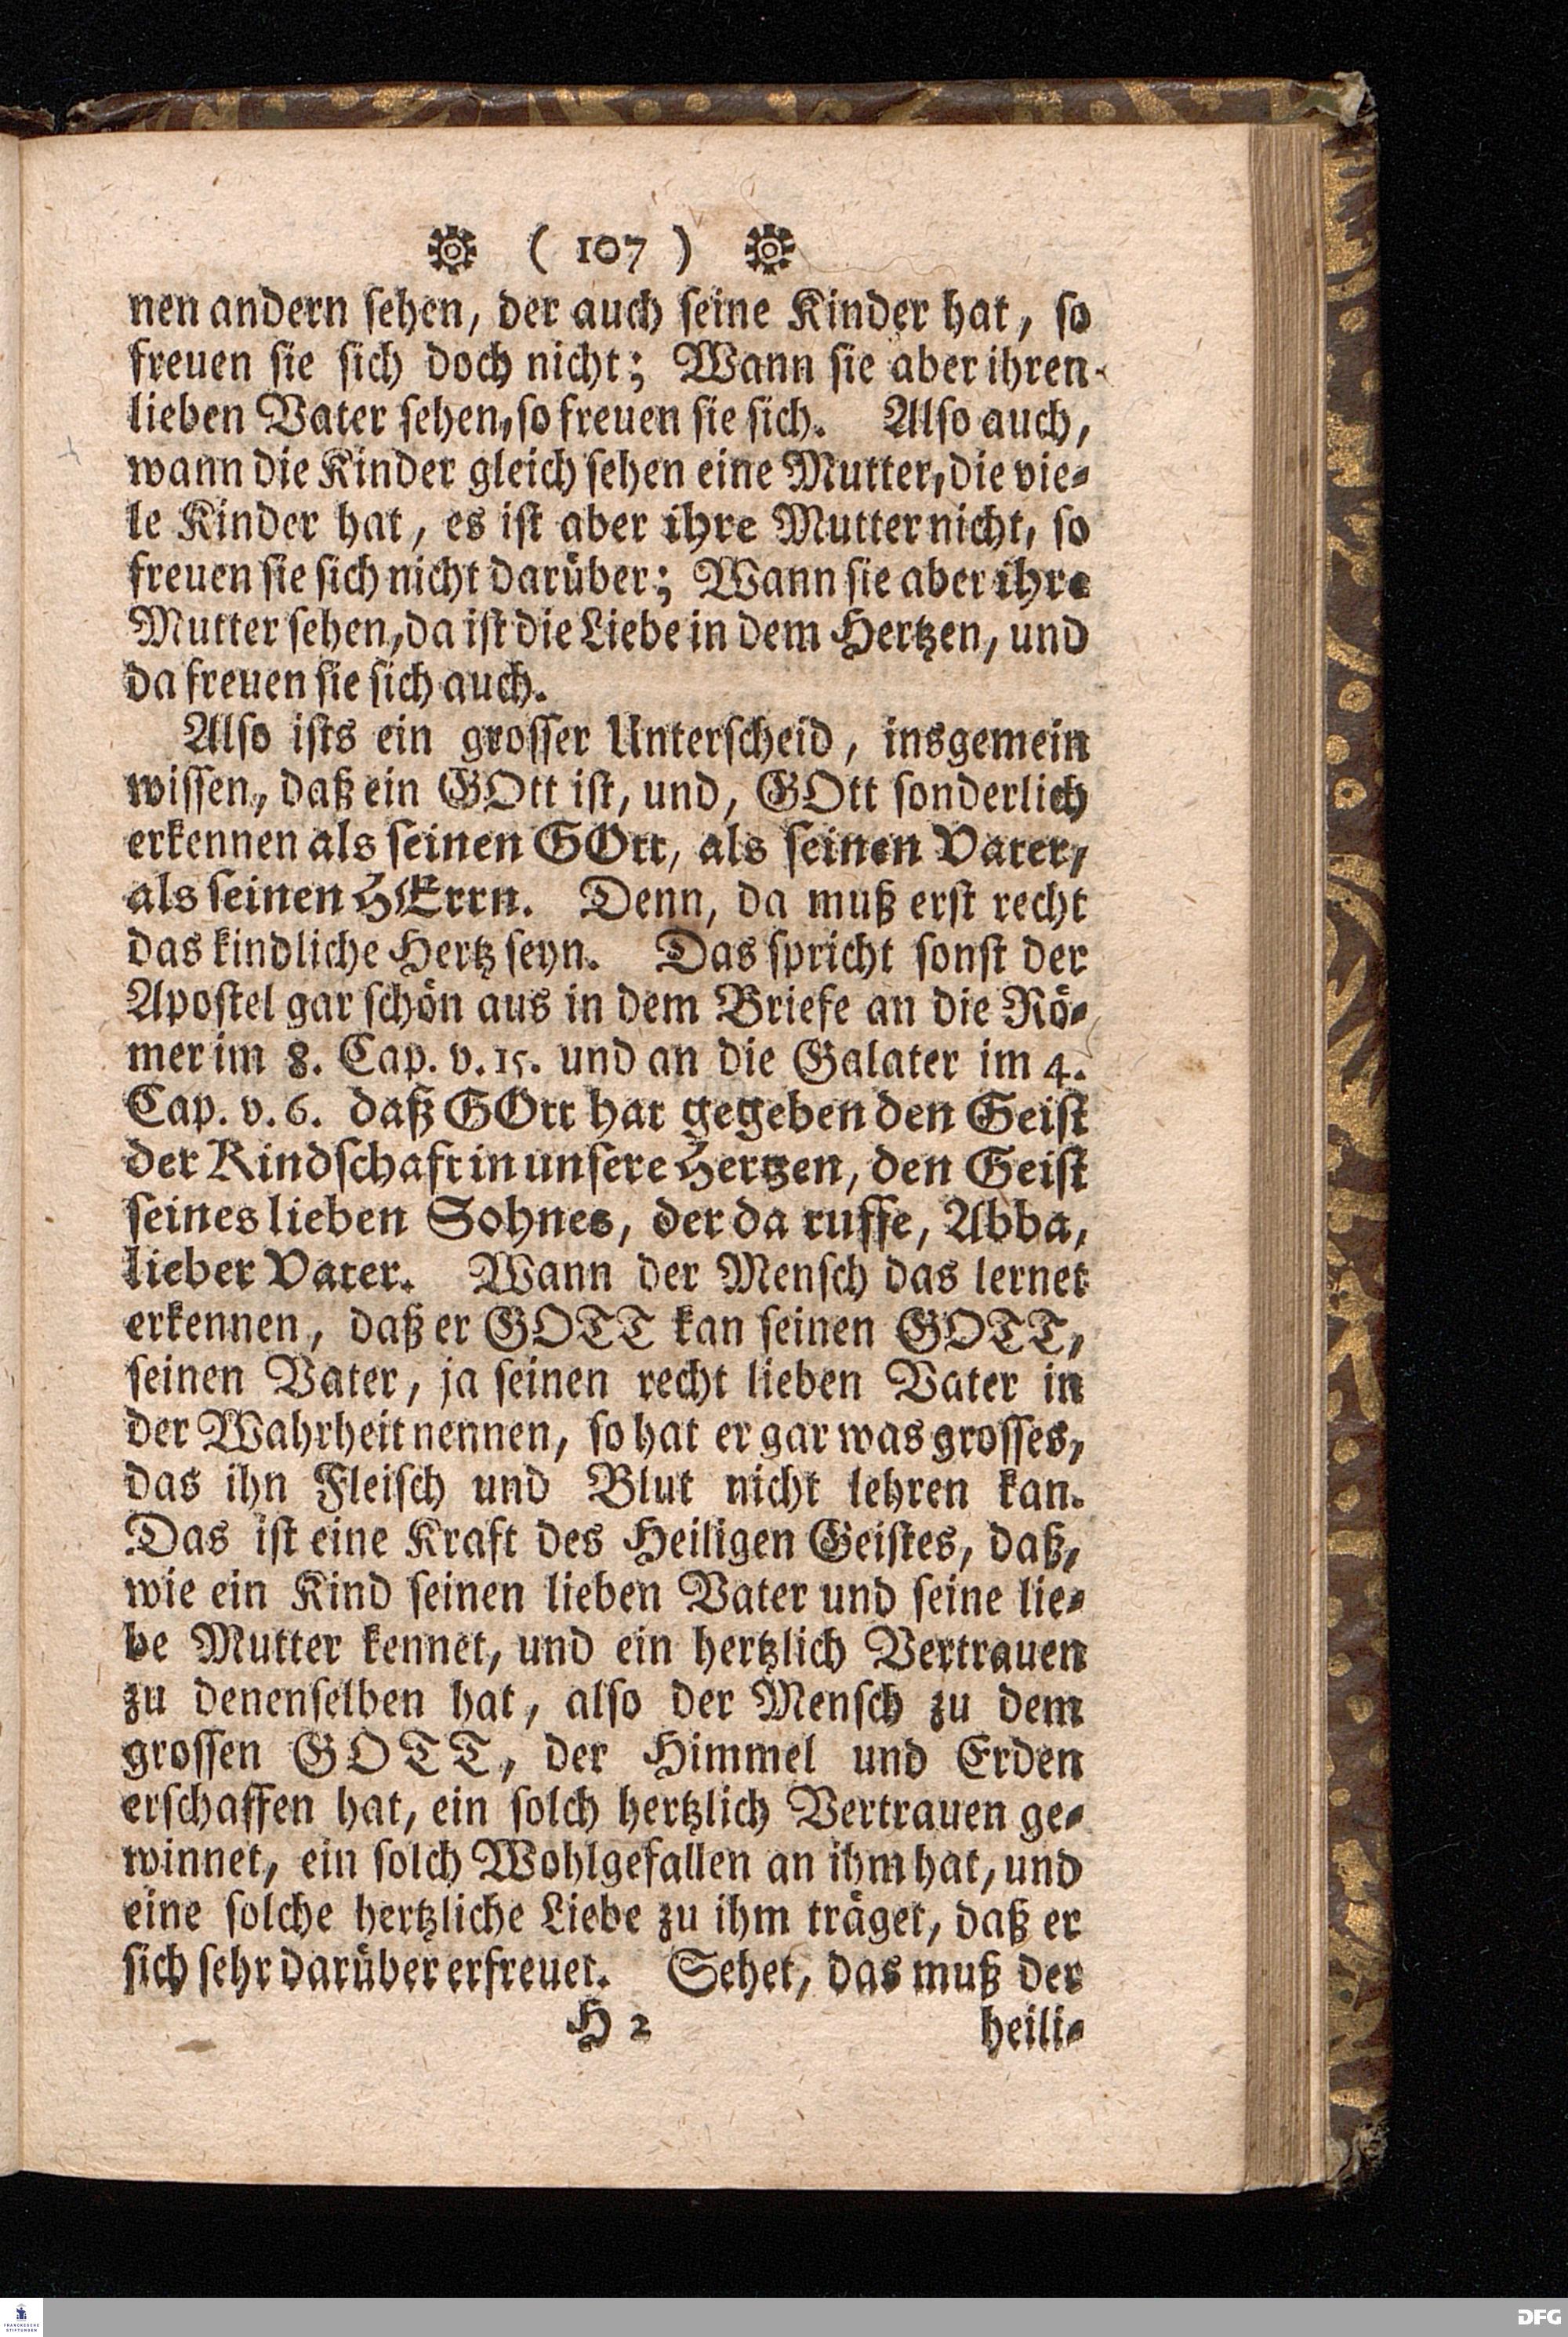 ( 107 )
nen andern sehen, der auch seine Kinder hat, so
freuen sie sich doch nicht; Wann sie aber ihren
lieben Vater sehen, so freuen sie sich. Also auch,
wann die Kinder gleich sehen eine Mutter, die vie-
le Kinder hat, es ist aber ihre Mutter nicht, so
freuen sie sich nicht darüber; Wann sie aber ihre
Mutter sehen, da ist die Liebe in dem Hertzen, und
da freuen sie sich auch.
Also ists ein grosser Unterscheid, insgemein
wissen, daß ein GOtt ist, und, GOtt sonderlich
erkennen als seinen GOtt, als seinen Vater,
als seinen HErrn. Denn, da muß erst recht
das kindliche Hertz seyn. Das spricht sonst der
Apostel gar schön aus in dem Briefe an die Rö-
mer im 8. Cap. v. 15. und an die Galater im 4.
Cap. v. 6. daß GOtt hat gegeben den Geist
der Kindschaft in unsere Hertzen, den Geist
seines lieben Sohnes, der da ruffe, Abba,
lieber Vater. Wann der Mensch das lernet
erkennen, daß er GOTT kan seinen GOTT,
seinen Vater, ja seinen recht lieben Vater in
der Wahrheit nennen, so hat er gar was grosses,
das ihn Fleisch und Blut nicht lehren kan.
Das ist eine Kraft des Heiligen Geistes, daß,
wie ein Kind seinen lieben Vater und seine lie-
be Mutter kennet, und ein hertzlich Vertrauen
zu denenselben hat, also der Mensch zu dem
grossen GOTT, der Himmel und Erden
erschaffen hat, ein solch hertzlich Vertrauen ge-
winnet, ein solch Wohlgefallen an ihm hat, und
eine solche hertzliche Liebe zu ihm träget, daß er
sich sehr darüber erfreuet. Sehet, das muß der
H 2 heili-
FRANCKESCHE
STIFTUNGEN
DFG